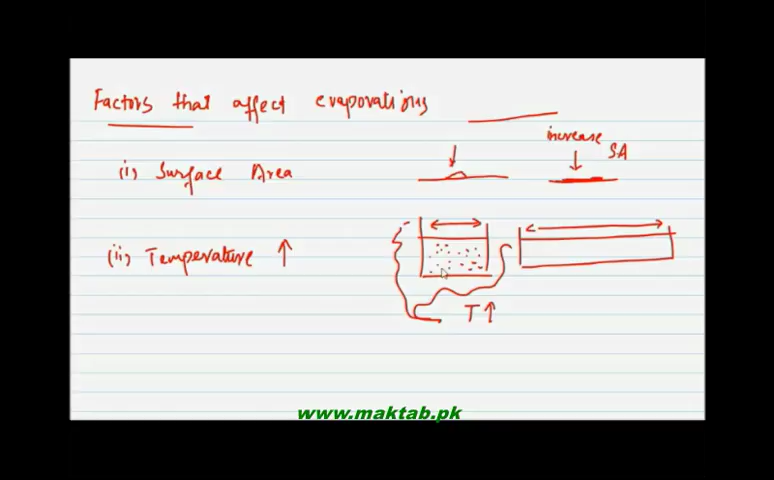 Factors that affect evaporations
increase
SA
(i) Surface Area
(ii) Temperature ↑
T↑
www.maktab.pk